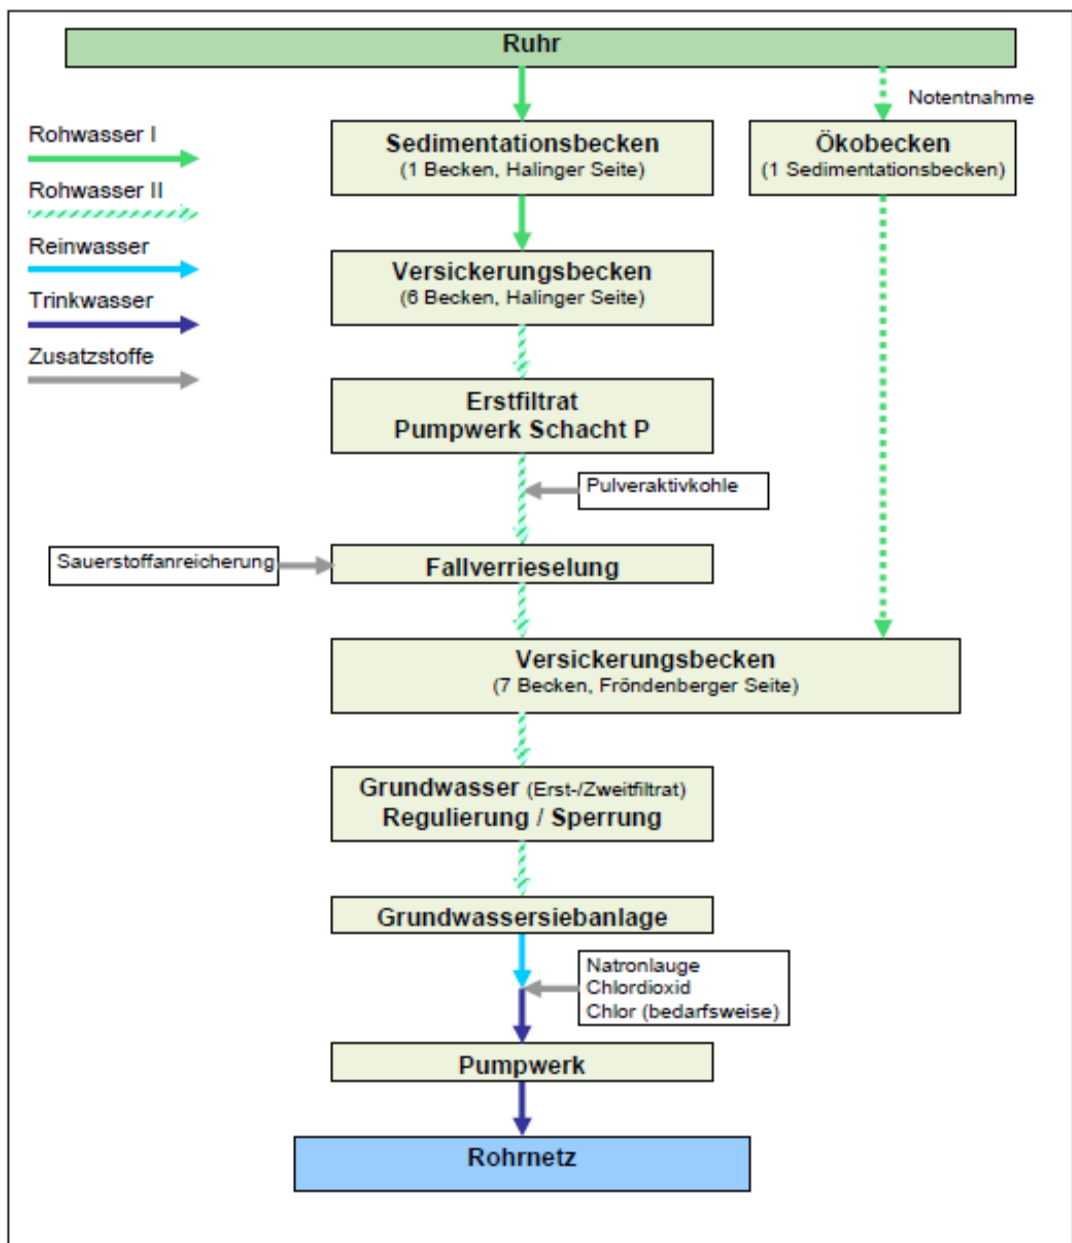 Ruhr
Notentnahme
Rohwasser I
Rohwasser II
Reinwasser
Trinkwasser
Zusatzstoffe
Sedimentationsbecken
(1 Becken, Halinger Seite)
Ökobecken
(1 Sedimentationsbecken)
Versickerungsbecken
(6 Becken, Halinger Seite)
Erstfiltrat
Pumpwerk Schacht P
Pulveraktivkohle
Sauerstoffanreicherung
Fallverrieselung
Versickerungsbecken
(7 Becken, Fröndenberger Seite)
Grundwasser (Erst-/Zweitfiltrat)
Regulierung / Sperrung
Grundwassersiebanlage
Natronlauge
Chlordioxid
Chlor (bedarfsweise)
Pumpwerk
Rohrnetz